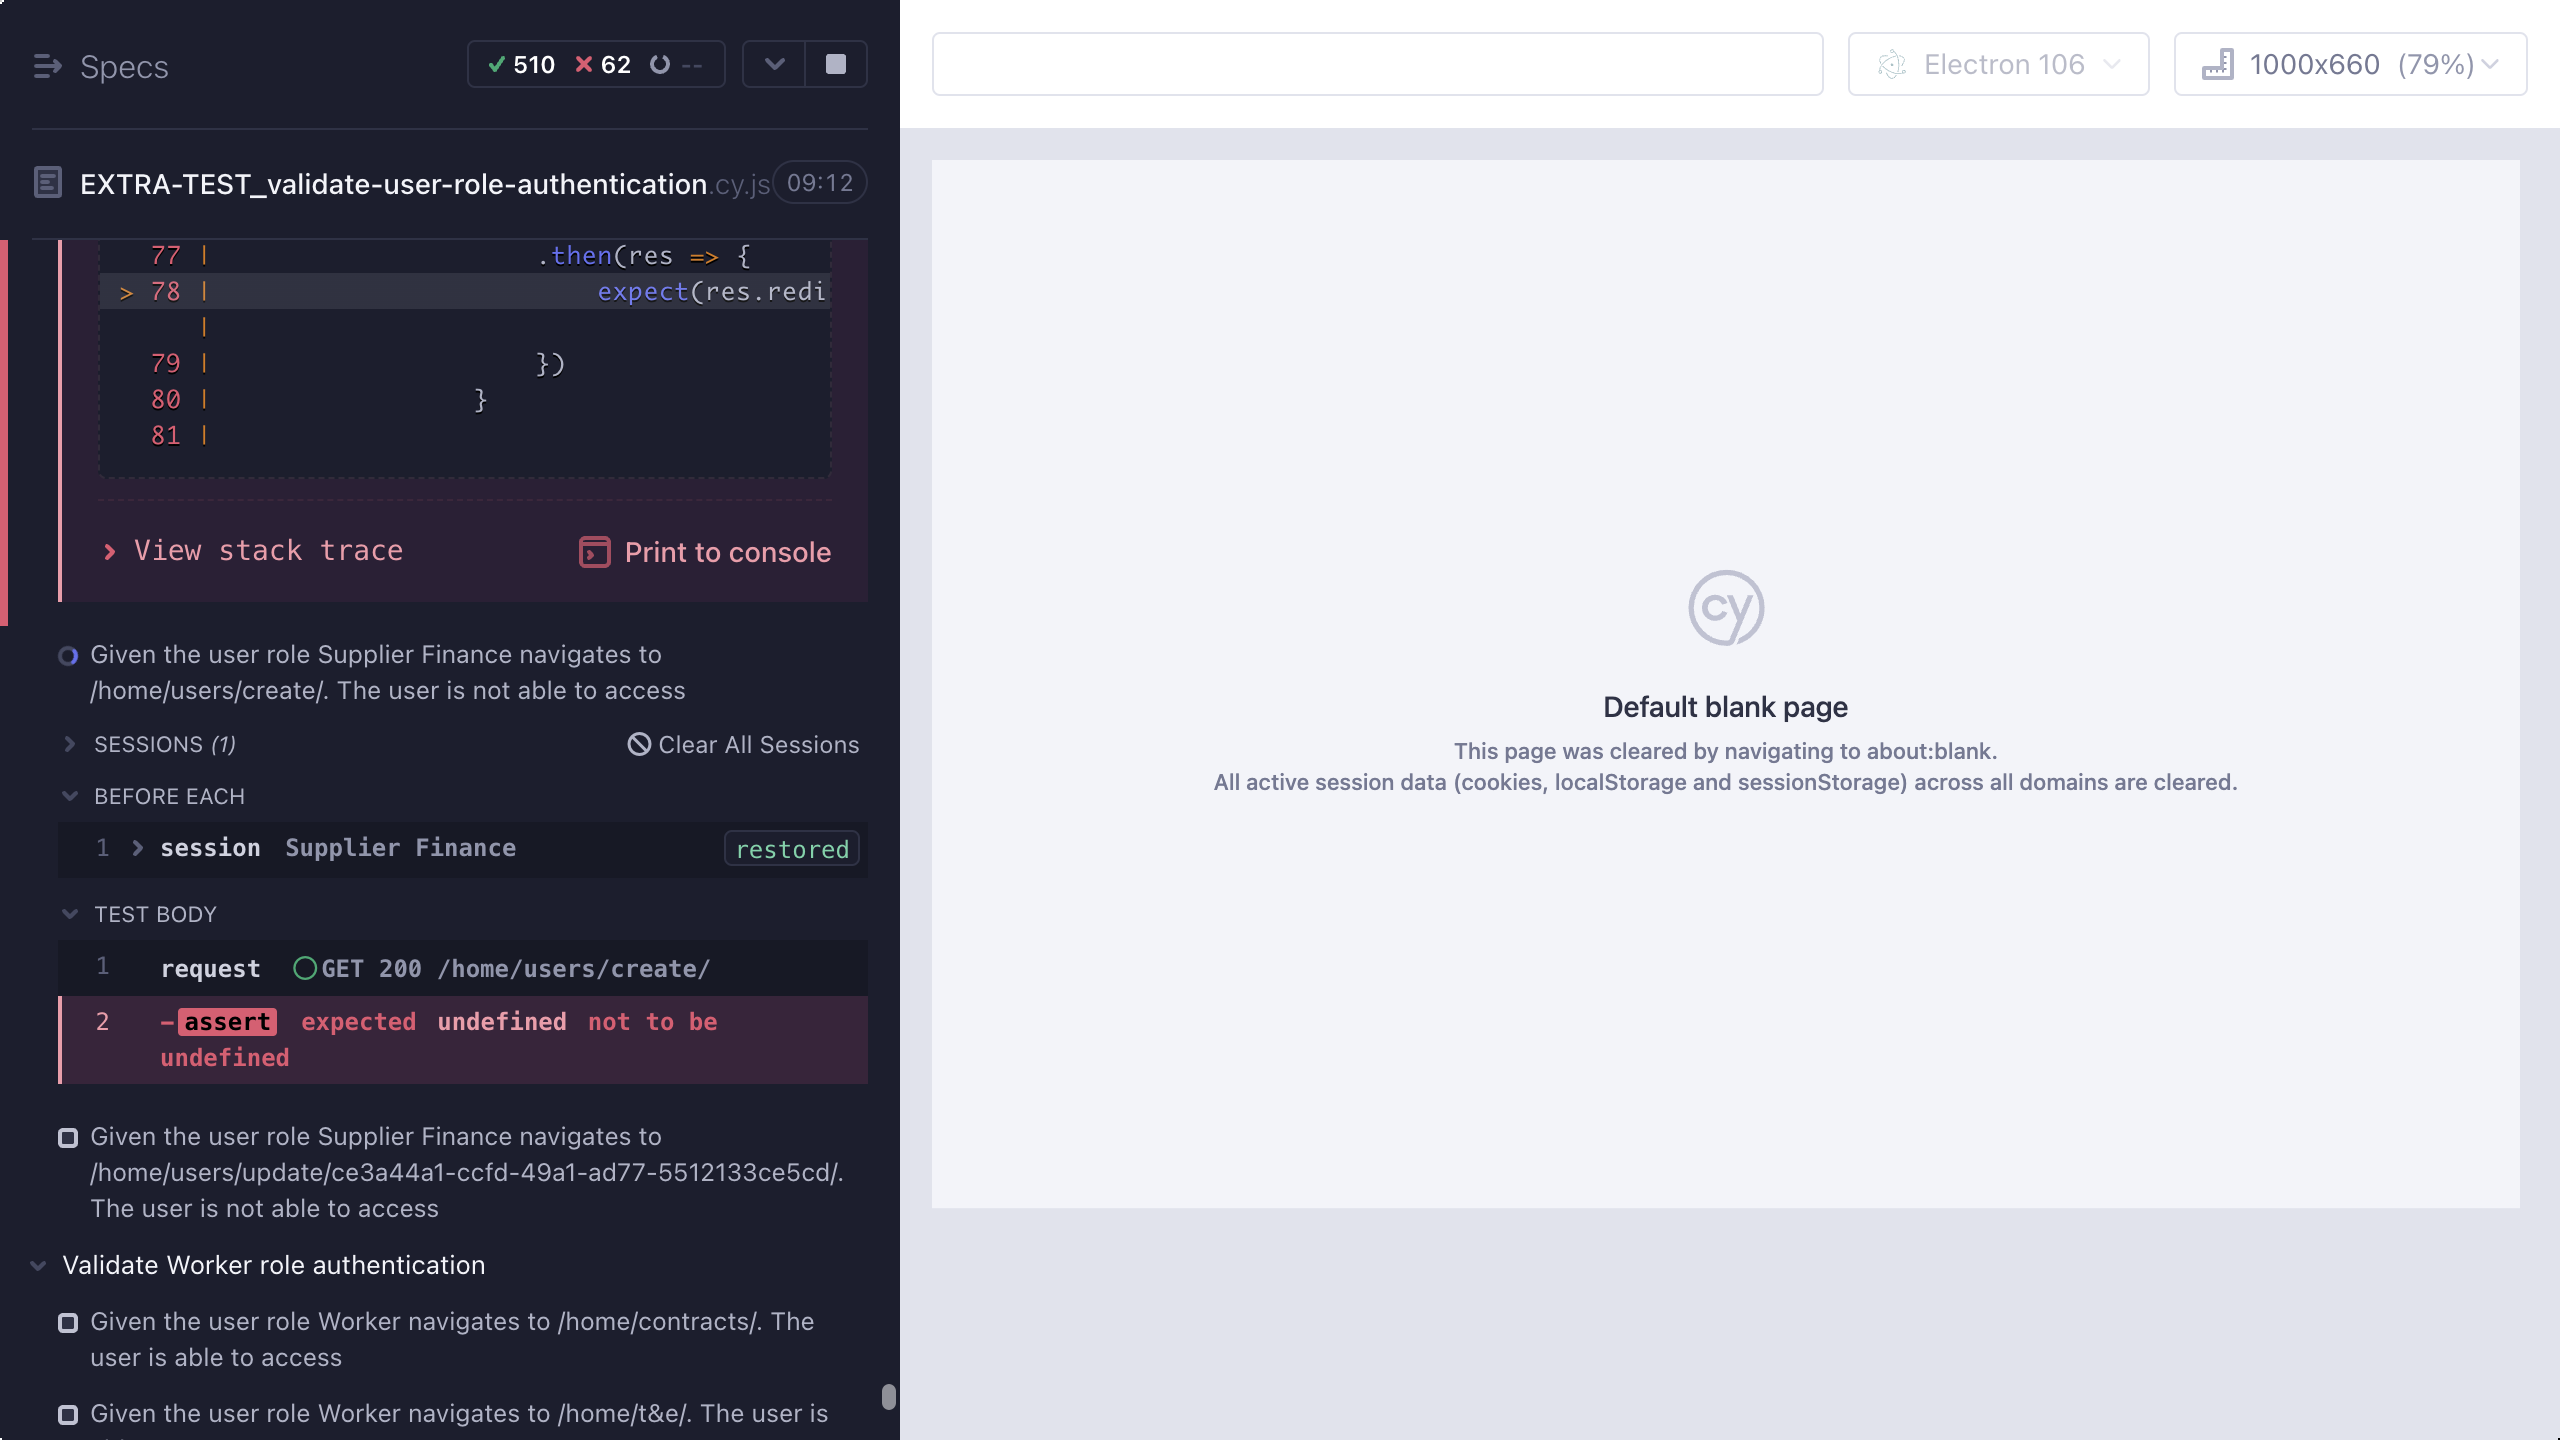 Specs
510 62 --
EXTRA-TEST_validate-user-role-authentication.cy.js 09:12
77 | .then(res => {
> 78 | expect(res.redi
|
79 | })
80 | }
81 |
View stack trace
Print to console
Given the user role Supplier Finance navigates to
/home/users/create/. The user is not able to access
SESSIONS (1)
Clear All Sessions
BEFORE EACH
1 session Supplier Finance restored
TEST BODY
1 request GET 200 /home/users/create/
2 -assert expected undefined not to be
undefined
Given the user role Supplier Finance navigates to
/home/users/update/ce3a44a1-ccfd-49a1-ad77-5512133ce5cd/.
The user is not able to access
Validate Worker role authentication
Given the user role Worker navigates to /home/contracts/. The
user is able to access
Given the user role Worker navigates to /home/t&e/. The user is
Electron 106
1000x660 (79%)
cy
Default blank page
This page was cleared by navigating to about:blank.
All active session data (cookies, localStorage and sessionStorage) across all domains are cleared.